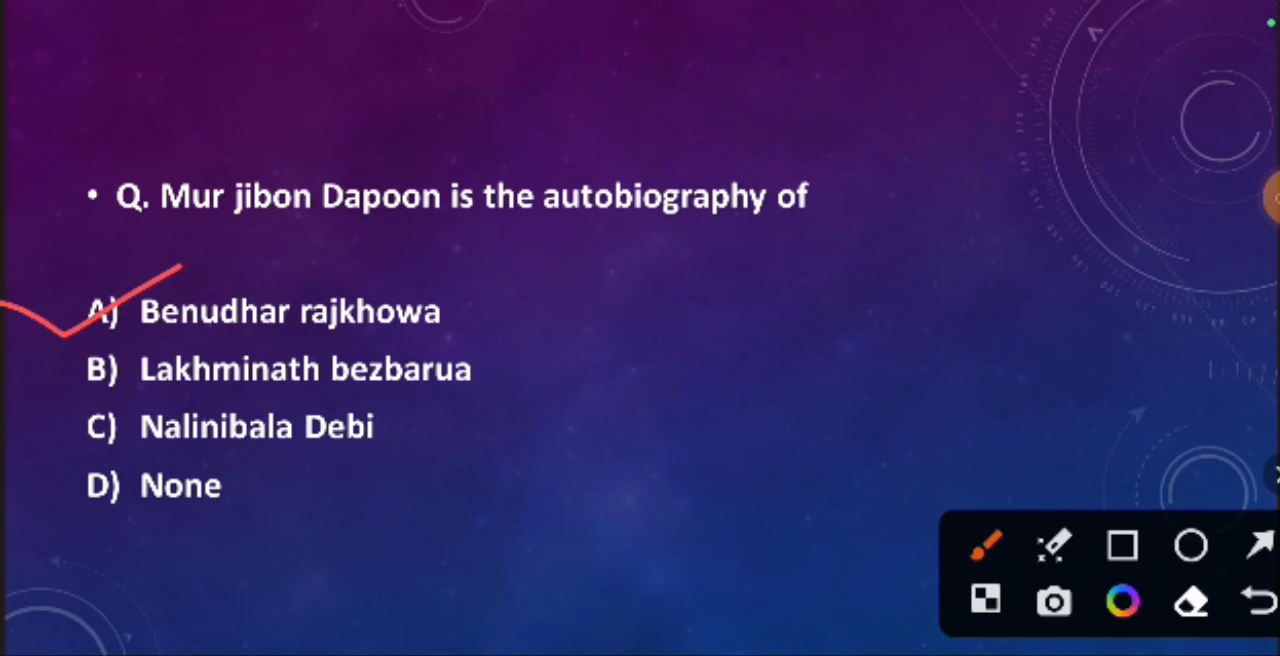 • Q. Mur jibon Dapoon is the autobiography of
A) Benudhar rajkhowa
B) Lakhminath bezbarua
C) Nalinibala Debi
D) None